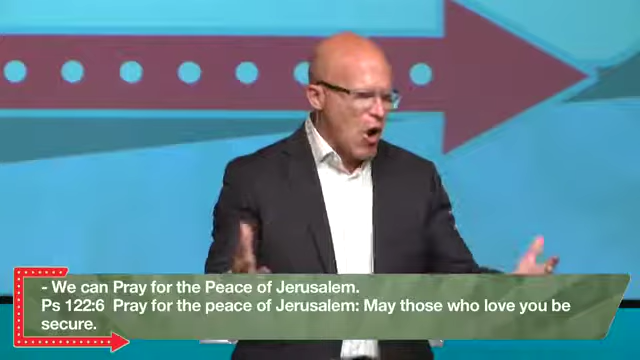 - We can Pray for the Peace of Jerusalem.
Ps 122:6  Pray for the peace of Jerusalem: May those who love you be
secure.